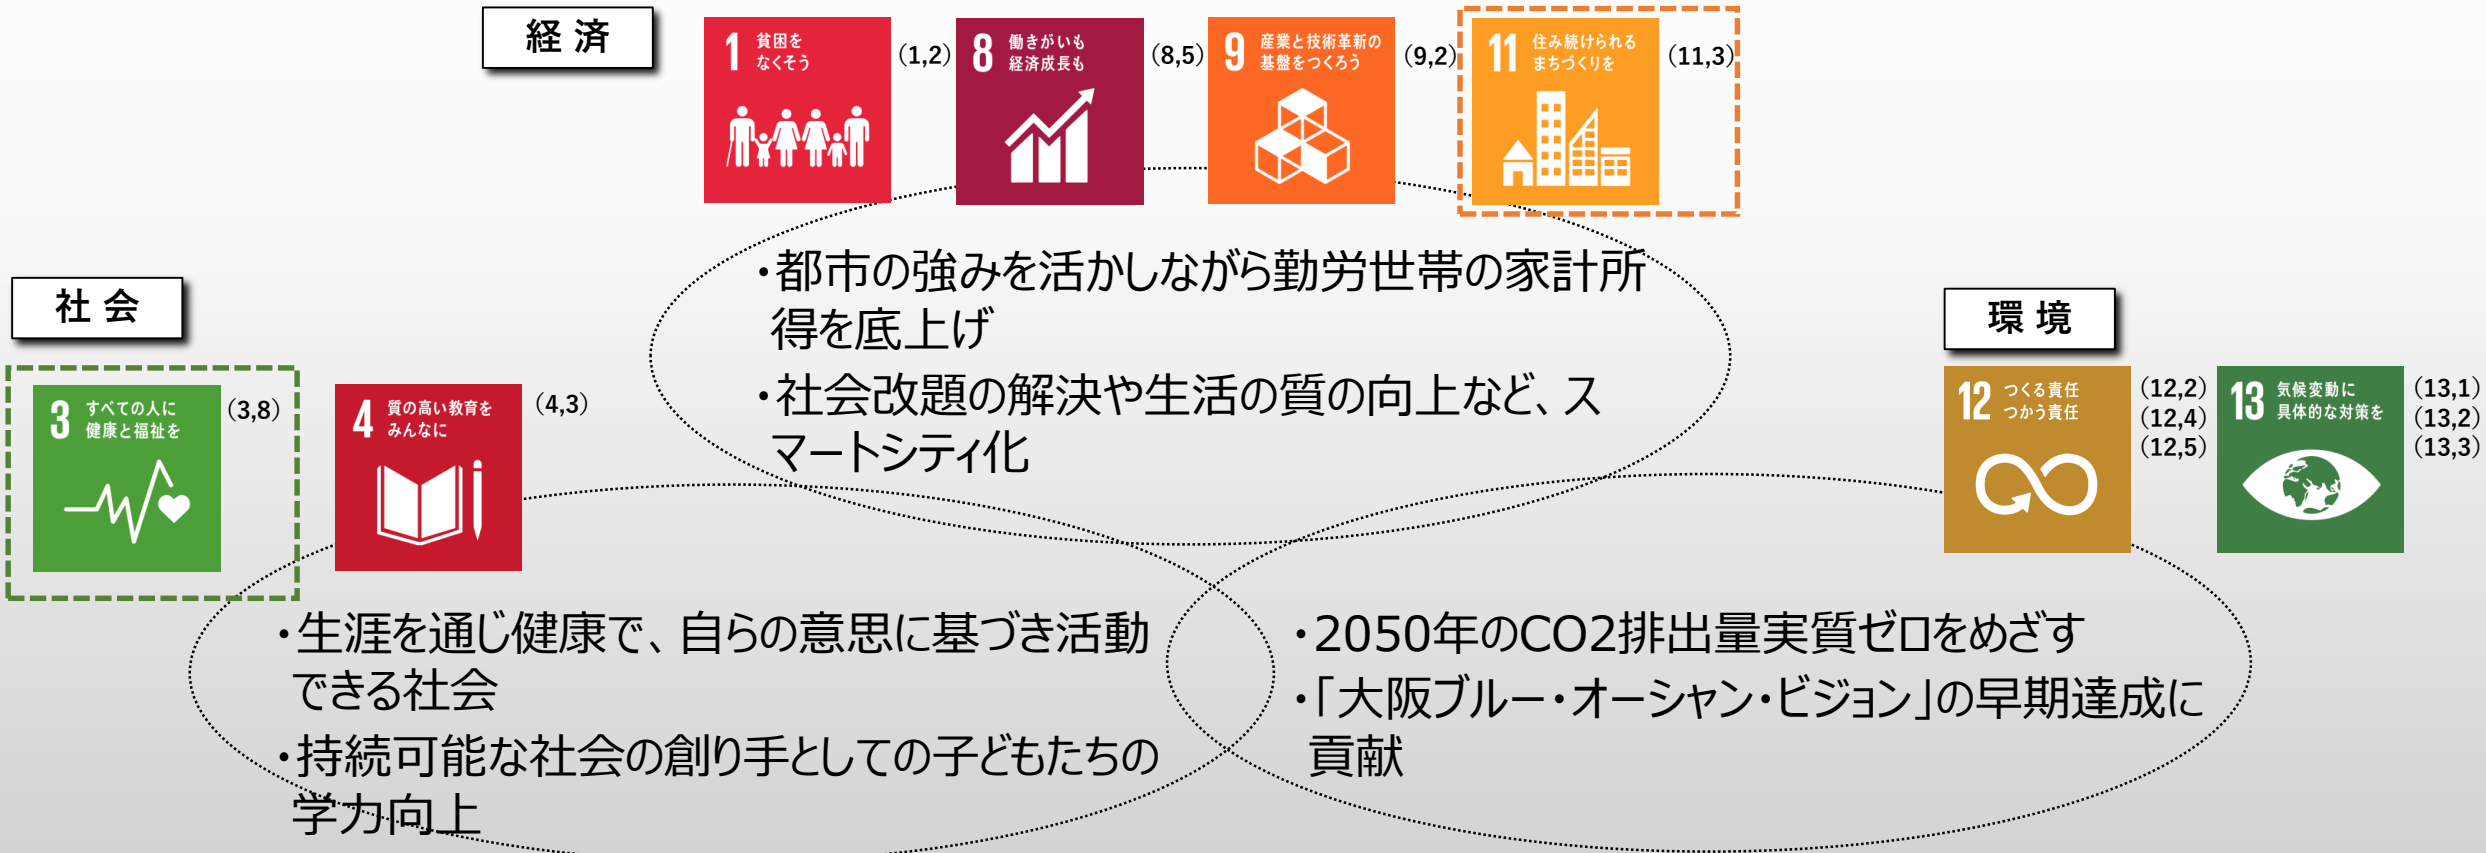 経 済
1 貧困を
なくそう
(1,2)
8 働きがいも
経済成長も
(8,5)
9 産業と技術革新の
基盤をつくろう
(9,2)
11 住み続けられる
まちづくりを
(11,3)
・都市の強みを活かしながら勤労世帯の家計所
得を底上げ
・社会改題の解決や生活の質の向上など、ス
マートシティ化
社 会
3 すべての人に
健康と福祉を
(3,8)
4 質の高い教育を
みんなに
(4,3)
・生涯を通じ健康で、自らの意思に基づき活動
できる社会
・持続可能な社会の創り手としての子どもたちの
学力向上
環 境
12 つくる責任
つかう責任
(12,2)
(12,4)
(12,5)
13 気候変動に
具体的な対策を
(13,1)
(13,2)
(13,3)
・2050年のCO2排出量実質ゼロをめざす
・「大阪ブルー・オーシャン・ビジョン」の早期達成に
貢献